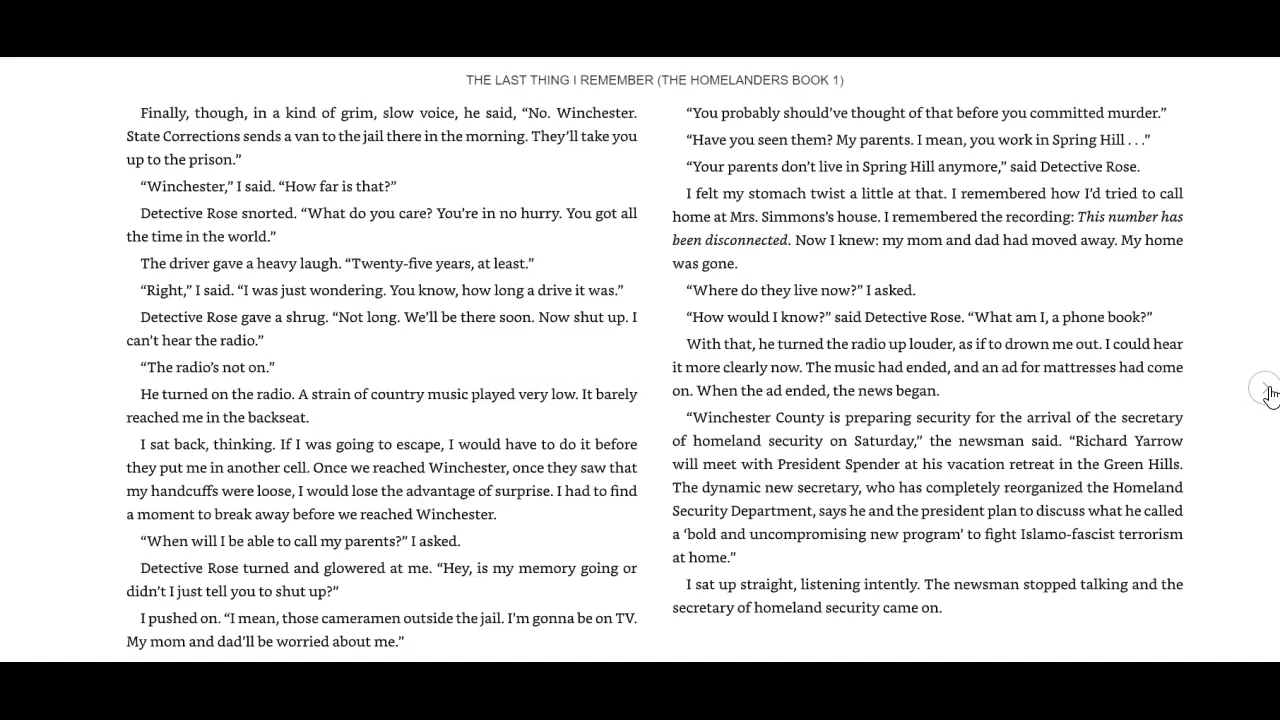 THE LAST THING I REMEMBER (THE HOMELANDERS BOOK 1)
Finally, though, in a kind of grim, slow voice, he said, “No. Winchester.
State Corrections sends a van to the jail there in the morning. They’ll take you
up to the prison.”
“Winchester,” I said. “How far is that?”
Detective Rose snorted. “What do you care? You’re in no hurry. You got all
the time in the world.”
The driver gave a heavy laugh. “Twenty-five years, at least.”
“Right,” I said. “I was just wondering. You know, how long a drive it was.”
Detective Rose gave a shrug. “Not long. We’ll be there soon. Now shut up. I
can’t hear the radio.”
“The radio’s not on.”
He turned on the radio. A strain of country music played very low. It barely
reached me in the backseat.
I sat back, thinking. If I was going to escape, I would have to do it before
they put me in another cell. Once we reached Winchester, once they saw that
my handcuffs were loose, I would lose the advantage of surprise. I had to find
a moment to break away before we reached Winchester.
“When will I be able to call my parents?” I asked.
Detective Rose turned and glowered at me. “Hey, is my memory going or
didn’t I just tell you to shut up?”
I pushed on. “I mean, those cameramen outside the jail. I’m gonna be on TV.
My mom and dad’ll be worried about me.”
“You probably should’ve thought of that before you committed murder.”
“Have you seen them? My parents. I mean, you work in Spring Hill . . .”
“Your parents don’t live in Spring Hill anymore,” said Detective Rose.
I felt my stomach twist a little at that. I remembered how I’d tried to call
home at Mrs. Simmons’s house. I remembered the recording: This number has
been disconnected. Now I knew: my mom and dad had moved away. My home
was gone.
“Where do they live now?” I asked.
“How would I know?” said Detective Rose. “What am I, a phone book?”
With that, he turned the radio up louder, as if to drown me out. I could hear
it more clearly now. The music had ended, and an ad for mattresses had come
on. When the ad ended, the news began.
“Winchester County is preparing security for the arrival of the secretary
of homeland security on Saturday,” the newsman said. “Richard Yarrow
will meet with President Spender at his vacation retreat in the Green Hills.
The dynamic new secretary, who has completely reorganized the Homeland
Security Department, says he and the president plan to discuss what he called
a ‘bold and uncompromising new program’ to fight Islamo-fascist terrorism
at home.”
I sat up straight, listening intently. The newsman stopped talking and the
secretary of homeland security came on.